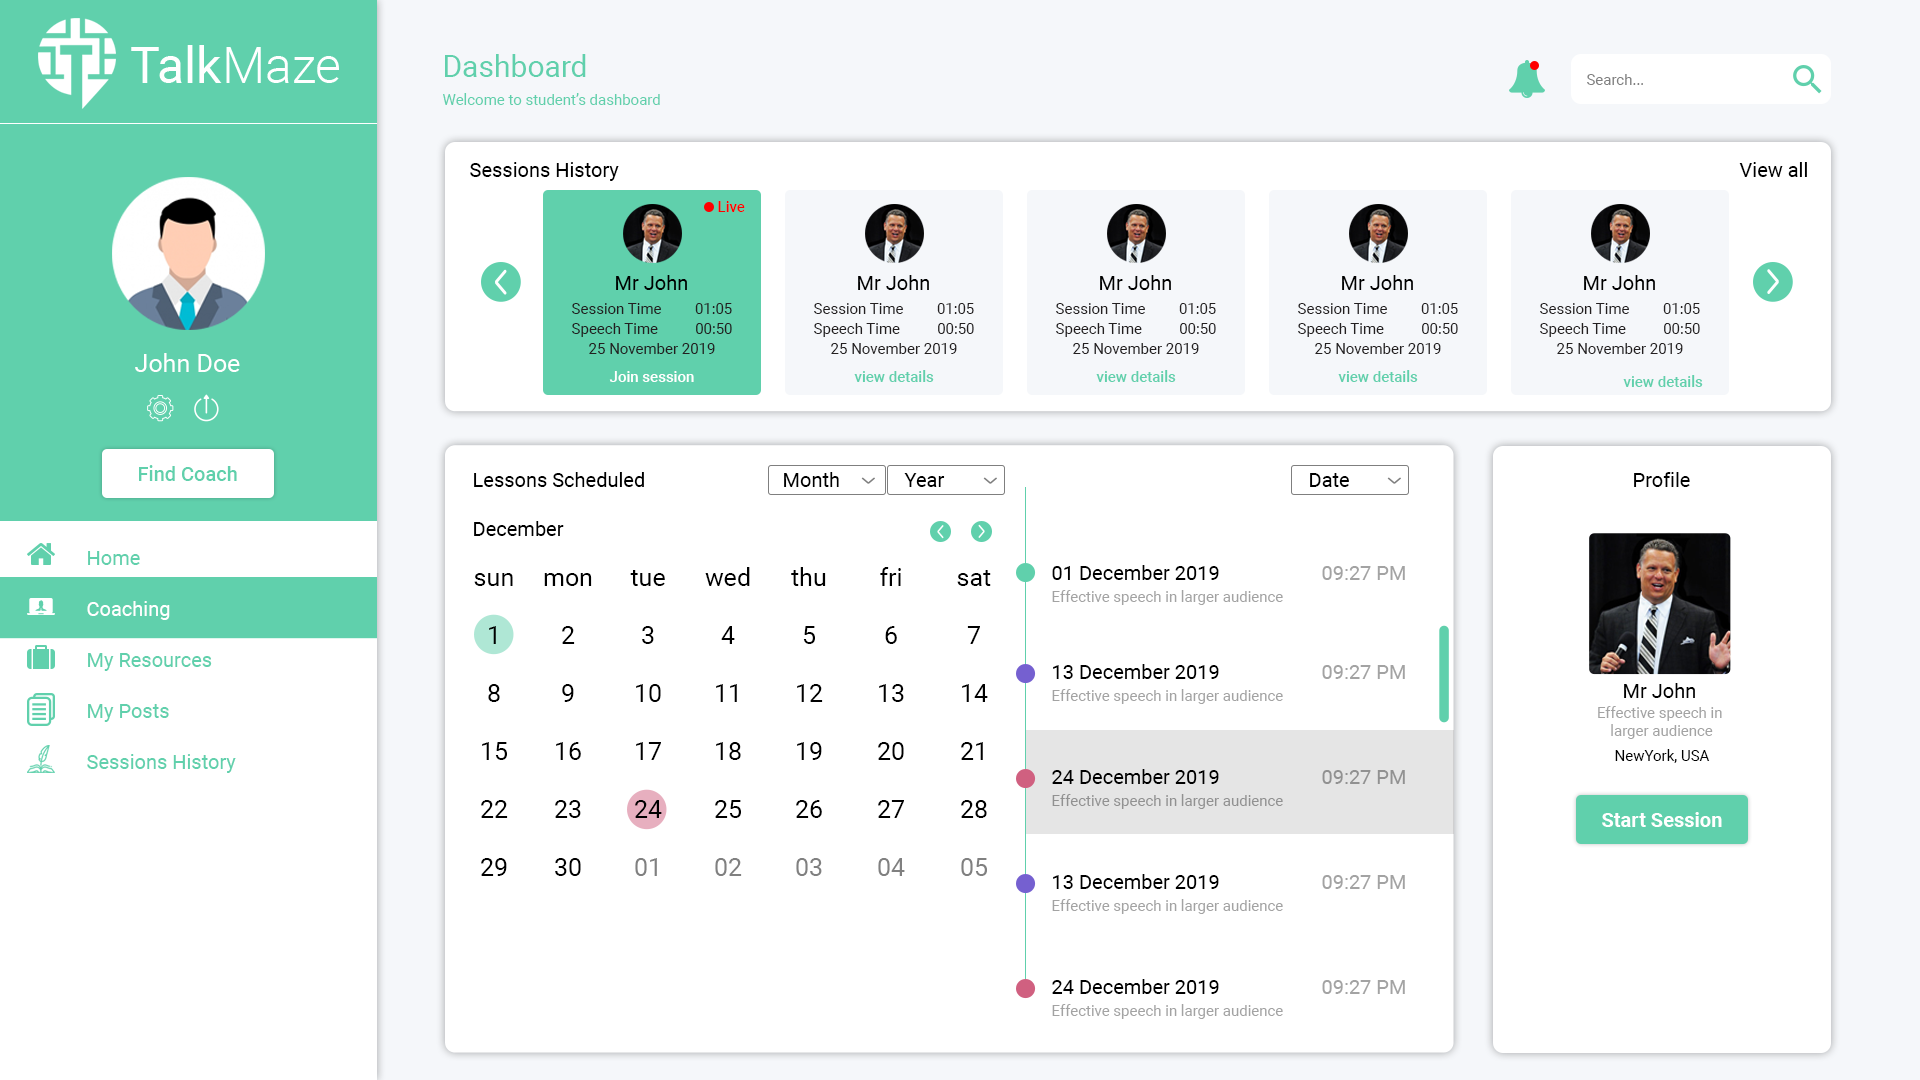 TalkMaze
John Doe
Find Coach
Home
Coaching
My Resources
My Posts
Sessions History
Dashboard
Welcome to student’s dashboard
Search...
Sessions History
View all
Live
Mr John
Session Time 01:05
Speech Time 00:50
25 November 2019
Join session
Mr John
Session Time 01:05
Speech Time 00:50
25 November 2019
view details
Mr John
Session Time 01:05
Speech Time 00:50
25 November 2019
view details
Mr John
Session Time 01:05
Speech Time 00:50
25 November 2019
view details
Mr John
Session Time 01:05
Speech Time 00:50
25 November 2019
view details
Lessons Scheduled
Month
Year
December
sun mon tue wed thu fri sat
1 2 3 4 5 6 7
8 9 10 11 12 13 14
15 16 17 18 19 20 21
22 23 24 25 26 27 28
29 30 01 02 03 04 05
Date
01 December 2019 09:27 PM
Effective speech in larger audience
13 December 2019 09:27 PM
Effective speech in larger audience
24 December 2019 09:27 PM
Effective speech in larger audience
13 December 2019 09:27 PM
Effective speech in larger audience
24 December 2019 09:27 PM
Effective speech in larger audience
Profile
Mr John
Effective speech in
larger audience
NewYork, USA
Start Session